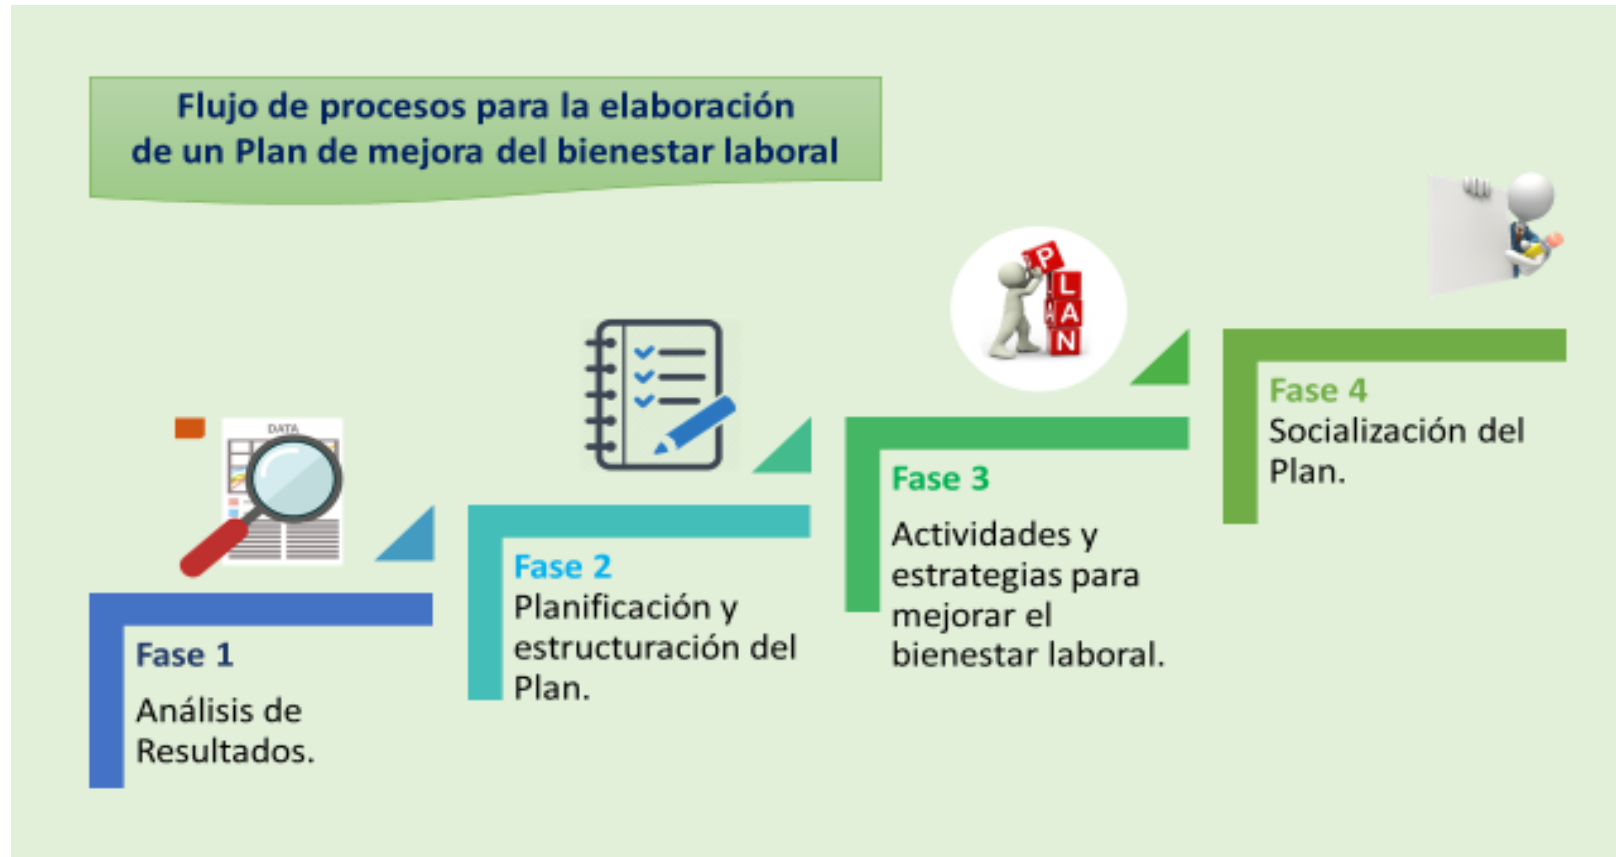 Flujo de procesos para la elaboración
de un Plan de mejora del bienestar laboral
DATA
Fase 1
Análisis de
Resultados.
Fase 2
Planificación y
estructuración del
Plan.
P
L
A
N
Fase 3
Actividades y
estrategias para
mejorar el
bienestar laboral.
Fase 4
Socialización del
Plan.